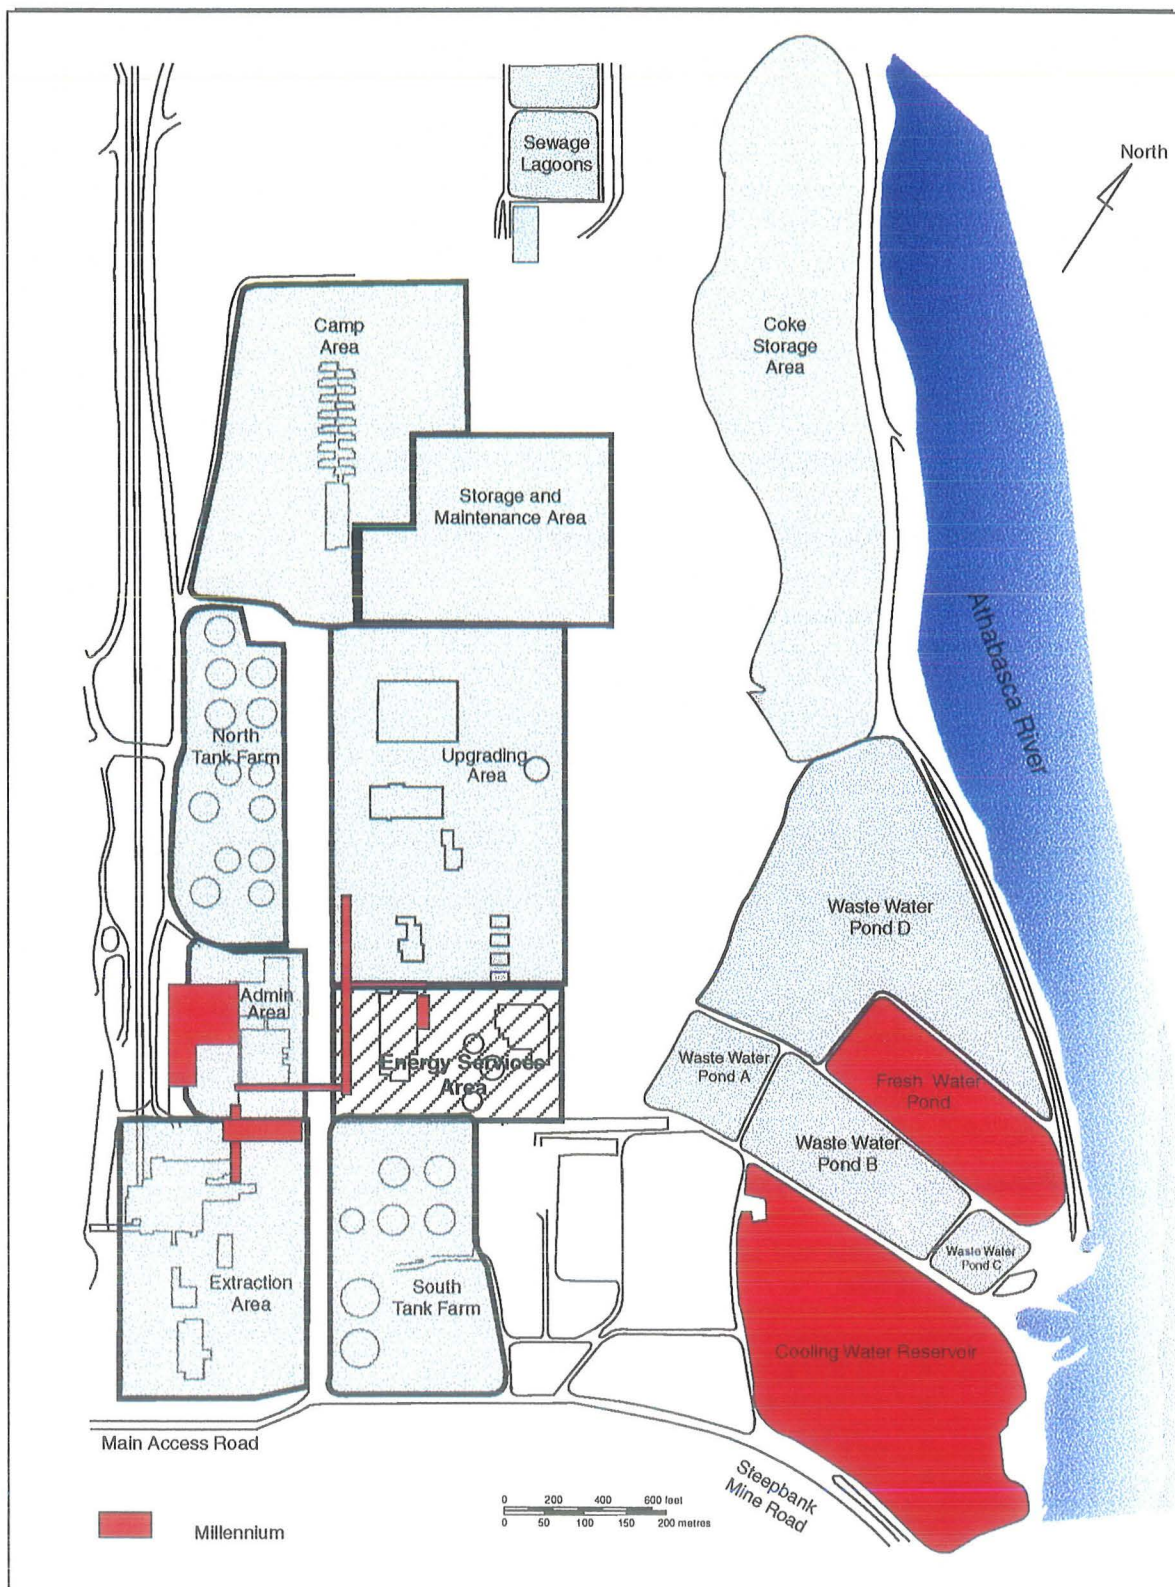 Sewage
Lagoons
North
Camp
Area
Coke
Storage
Area
Storage and
Maintenance Area
Athabasca River
North
Tank Farm
Upgrading
Area
Waste Water
Pond D
Admin
Area
Energy Services
Area
Waste Water
Pond A
Fresh Water
Pond
Waste Water
Pond B
Waste Water
Pond C
Extraction
Area
South
Tank Farm
Cooling Water Reservoir
Main Access Road
Steepbank
Mine Road
0 200 400 600 feet
0 50 100 150 200 metres
Millennium